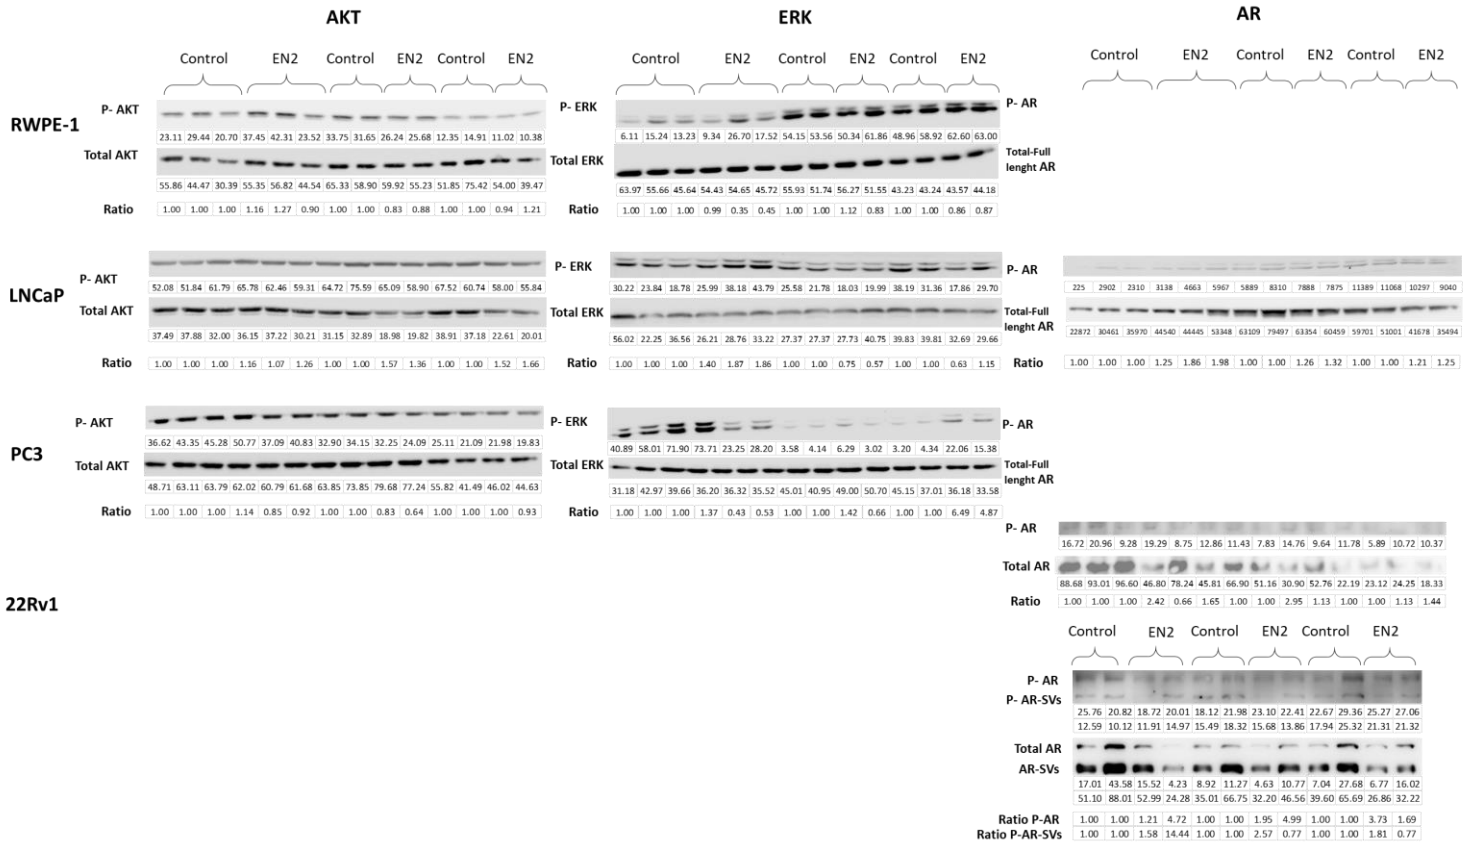 AKT ERK AR
Control EN2 Control EN2 Control EN2
Control EN2 Control EN2 Control EN2
Control EN2 Control EN2 Control EN2
RWPE-1
P- AKT
23.11 29.44 20.70 37.45 42.31 23.52 33.75 31.65 26.24 25.68 12.35 14.91 11.02 10.38
Total AKT
55.86 44.47 30.39 55.35 56.82 44.54 65.33 58.90 59.92 55.23 51.85 75.42 54.00 39.47
Ratio 1.00 1.00 1.00 1.16 1.27 0.90 1.00 1.00 0.83 0.88 1.00 1.00 0.94 1.21
P- ERK
6.11 15.24 13.23 9.34 26.70 17.52 54.15 53.56 50.34 61.86 48.96 58.92 62.60 63.00
Total ERK
63.97 55.66 45.64 54.43 54.65 45.72 55.93 51.74 56.27 51.55 43.23 43.24 43.57 44.18
Ratio 1.00 1.00 1.00 0.99 0.35 0.45 1.00 1.00 1.12 0.83 1.00 1.00 0.86 0.87
P- AR
Total-Full
lenght AR
LNCaP
P- AKT
52.08 51.84 61.79 65.78 62.46 59.31 64.72 75.59 65.09 58.90 67.52 60.74 58.00 55.84
Total AKT
37.49 37.88 32.00 36.15 37.22 30.21 31.15 32.89 18.98 19.82 38.91 37.18 22.61 20.01
Ratio 1.00 1.00 1.00 1.16 1.07 1.26 1.00 1.00 1.57 1.36 1.00 1.00 1.52 1.66
P- ERK
30.22 23.84 18.78 25.99 38.18 43.79 25.58 21.78 18.03 19.99 38.19 31.36 17.86 29.70
Total ERK
56.02 22.25 36.56 26.21 28.76 33.22 27.37 27.37 27.73 40.75 39.83 39.81 32.69 29.66
Ratio 1.00 1.00 1.00 1.40 1.87 1.86 1.00 1.00 0.75 0.57 1.00 1.00 0.63 1.15
P- AR
225 2902 2310 3138 4663 5967 5889 8310 7888 7875 11389 11068 10297 9040
Total-Full
lenght AR
22872 30461 35970 44540 44445 53348 63109 79497 63354 60459 59701 51001 41678 35494
Ratio 1.00 1.00 1.00 1.25 1.86 1.98 1.00 1.00 1.26 1.32 1.00 1.00 1.21 1.25
PC3
P- AKT
36.62 43.35 45.28 50.77 37.09 40.83 32.90 34.15 32.25 24.09 25.11 21.09 21.98 19.83
Total AKT
48.71 63.11 63.79 62.02 60.79 61.68 63.85 73.85 79.68 77.24 55.82 41.49 46.02 44.63
Ratio 1.00 1.00 1.00 1.14 0.85 0.92 1.00 1.00 0.83 0.64 1.00 1.00 1.00 0.93
P- ERK
40.89 58.01 71.90 73.71 23.25 28.20 3.58 4.14 6.29 3.02 3.20 4.34 22.06 15.38
Total ERK
31.18 42.97 39.66 36.20 36.32 35.52 45.01 40.95 49.00 50.70 45.15 37.01 36.18 33.58
Ratio 1.00 1.00 1.00 1.37 0.43 0.53 1.00 1.00 1.42 0.66 1.00 1.00 6.49 4.87
P- AR
Total-Full
lenght AR
22Rv1
P- AR
16.72 20.96 9.28 19.29 8.75 12.86 11.43 7.83 14.76 9.64 11.78 5.89 10.72 10.37
Total AR
88.68 93.01 96.60 46.80 78.24 45.81 66.90 51.16 30.90 52.76 22.19 23.12 24.25 18.33
Ratio 1.00 1.00 1.00 2.42 0.66 1.65 1.00 1.00 2.95 1.13 1.00 1.00 1.13 1.44
Control EN2 Control EN2 Control EN2
P- AR
P- AR-SVs
25.76 20.82 18.72 20.01 18.12 21.98 23.10 22.41 22.67 29.36 25.27 27.06
12.59 10.12 11.91 14.97 15.49 18.32 15.68 13.86 17.94 25.32 21.31 21.32
Total AR
AR-SVs
17.01 43.58 15.52 4.23 8.92 11.27 4.63 10.77 7.04 27.68 6.77 16.02
51.10 88.01 52.99 24.28 35.01 66.75 32.20 46.56 39.60 65.69 26.86 32.22
Ratio P-AR 1.00 1.00 1.21 4.72 1.00 1.00 1.95 4.99 1.00 1.00 3.73 1.69
Ratio P-AR-SVs 1.00 1.00 1.58 14.44 1.00 1.00 2.57 0.77 1.00 1.00 1.81 0.77